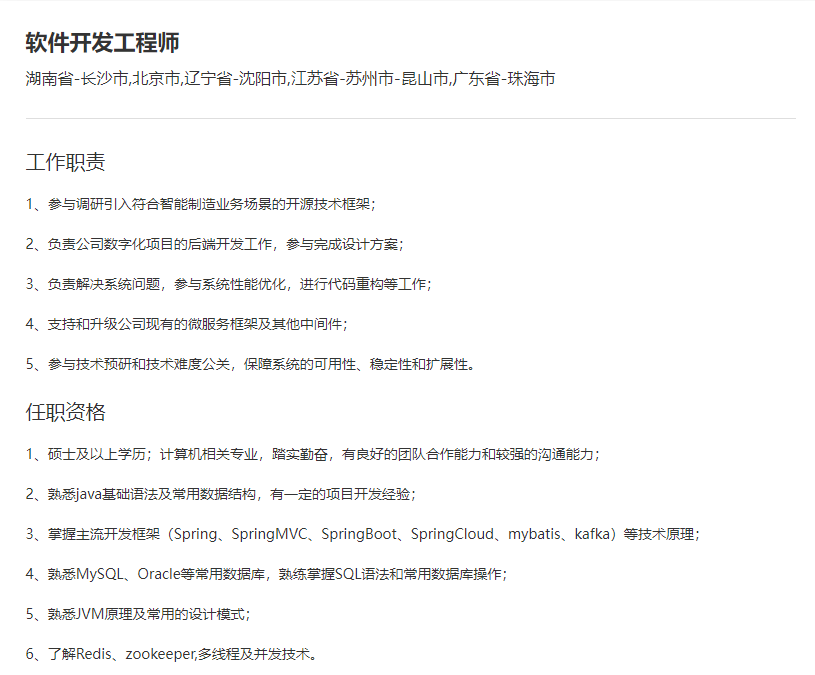 软件开发工程师
湖南省-长沙市,北京市,辽宁省-沈阳市,江苏省-苏州市-昆山市,广东省-珠海市
工作职责
1、参与调研引入符合智能制造业务场景的开源技术框架；
2、负责公司数字化项目的后端开发工作，参与完成设计方案；
3、负责解决系统问题，参与系统性能优化，进行代码重构等工作；
4、支持和升级公司现有的微服务框架及其他中间件；
5、参与技术预研和技术难度公关，保障系统的可用性、稳定性和扩展性。
任职资格
1、硕士及以上学历；计算机相关专业，踏实勤奋，有良好的团队合作能力和较强的沟通能力；
2、熟悉java基础语法及常用数据结构，有一定的项目开发经验；
3、掌握主流开发框架（Spring、SpringMVC、SpringBoot、SpringCloud、mybatis、kafka）等技术原理；
4、熟悉MySQL、Oracle等常用数据库，熟练掌握SQL语法和常用数据库操作；
5、熟悉JVM原理及常用的设计模式；
6、了解Redis、zookeeper,多线程及并发技术。